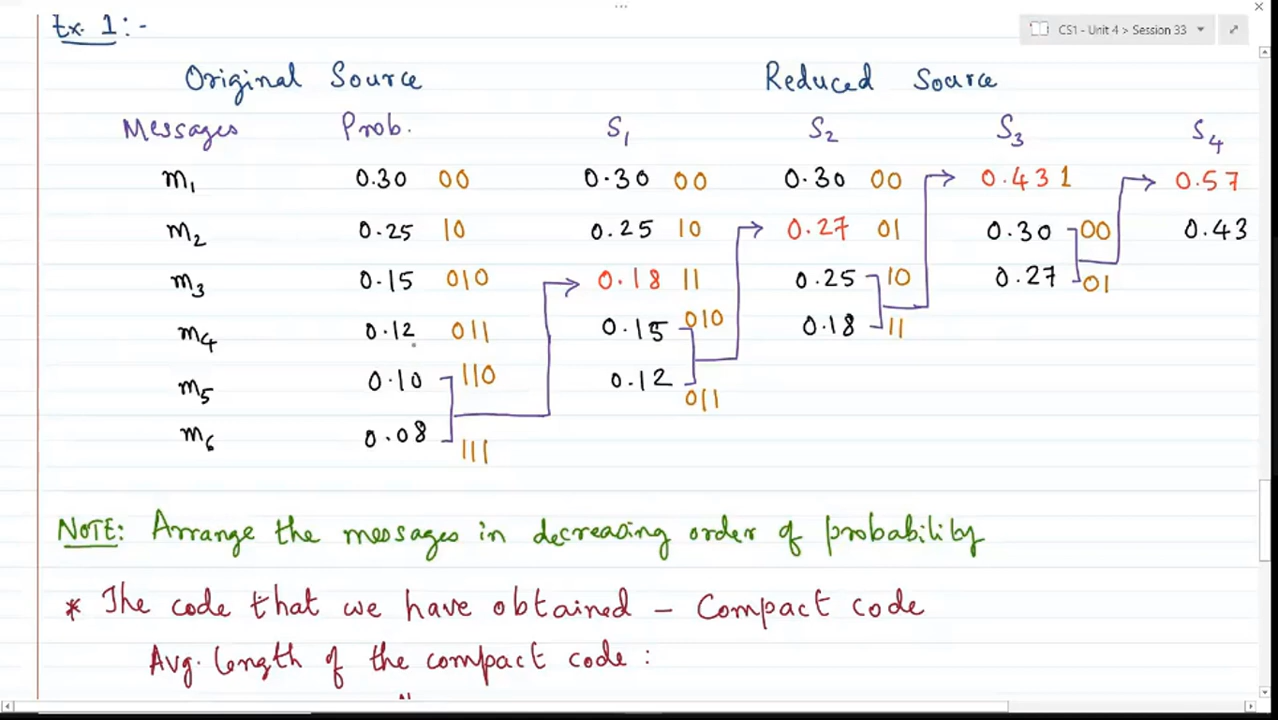 Ex. 1:-
CS1 - Unit 4 > Session 33
Original Source Reduced Source
Messages Prob. S1 S2 S3 S4
m1 0.30 00 0.30 00 0.30 00 0.43 1 0.57
m2 0.25 10 0.25 10 0.27 01 0.30 00 0.43
m3 0.15 010 0.18 11 0.25 10 0.27 01
m4 0.12 011 0.15 010 0.18 11
m5 0.10 110 0.12 011
m6 0.08 111
NOTE: Arrange the messages in decreasing order of probability
* The code that we have obtained - Compact code
Avg. length of the compact code :